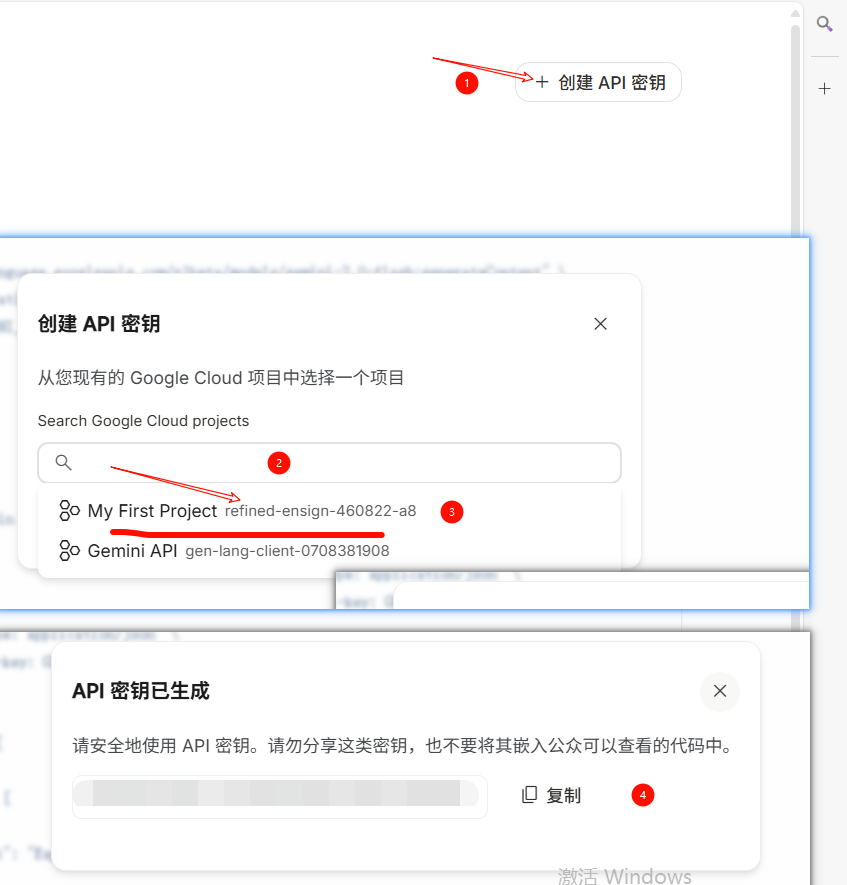 1
+ 创建 API 密钥
创建 API 密钥
从您现有的 Google Cloud 项目中选择一个项目
Search Google Cloud projects
2
My First Project refined-ensign-460822-a8
3
Gemini API gen-lang-client-0708381908
API 密钥已生成
请安全地使用 API 密钥。请勿分享这类密钥，也不要将其嵌入公众可以查看的代码中。
复制
4
激活 Windows